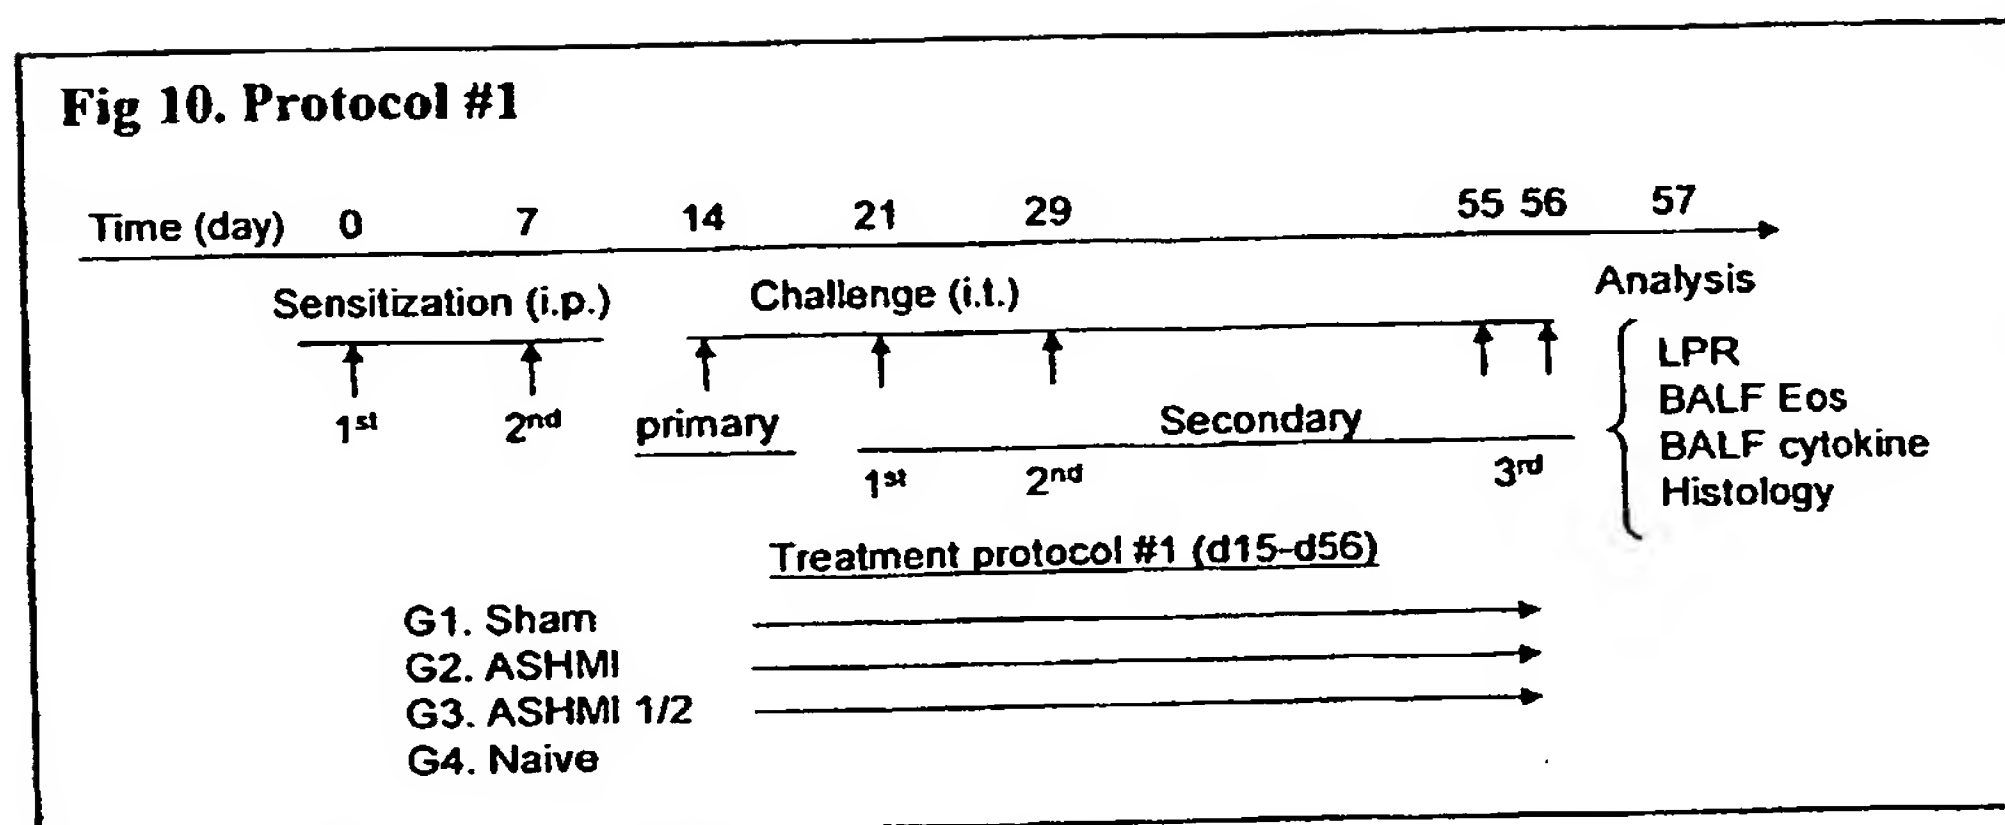 Fig 10. Protocol #1
Time (day) 0 7 14 21 29 55 56 57
Sensitization (i.p.) Challenge (i.t.) Analysis
1st 2nd primary Secondary
1st 2nd 3rd
LPR
BALF Eos
BALF cytokine
Histology
Treatment protocol #1 (d15-d56)
G1. Sham
G2. ASHMI
G3. ASHMI 1/2
G4. Naive